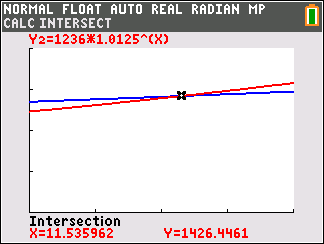 NORMAL FLOAT AUTO REAL RADIAN MP
CALC INTERSECT
Y2=1236*1.0125^(X)
Intersection
X=11.535962 Y=1426.4461